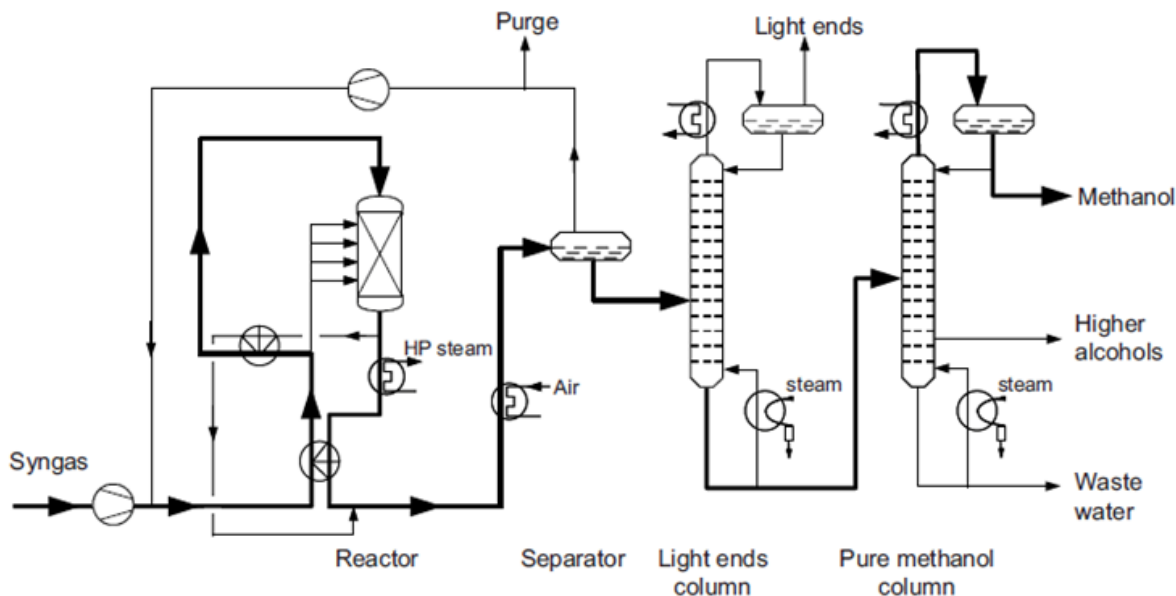 Purge
Light ends
Methanol
HP steam
Air
steam
steam
Higher
alcohols
Syngas
Waste
water
Reactor
Separator
Light ends
column
Pure methanol
column